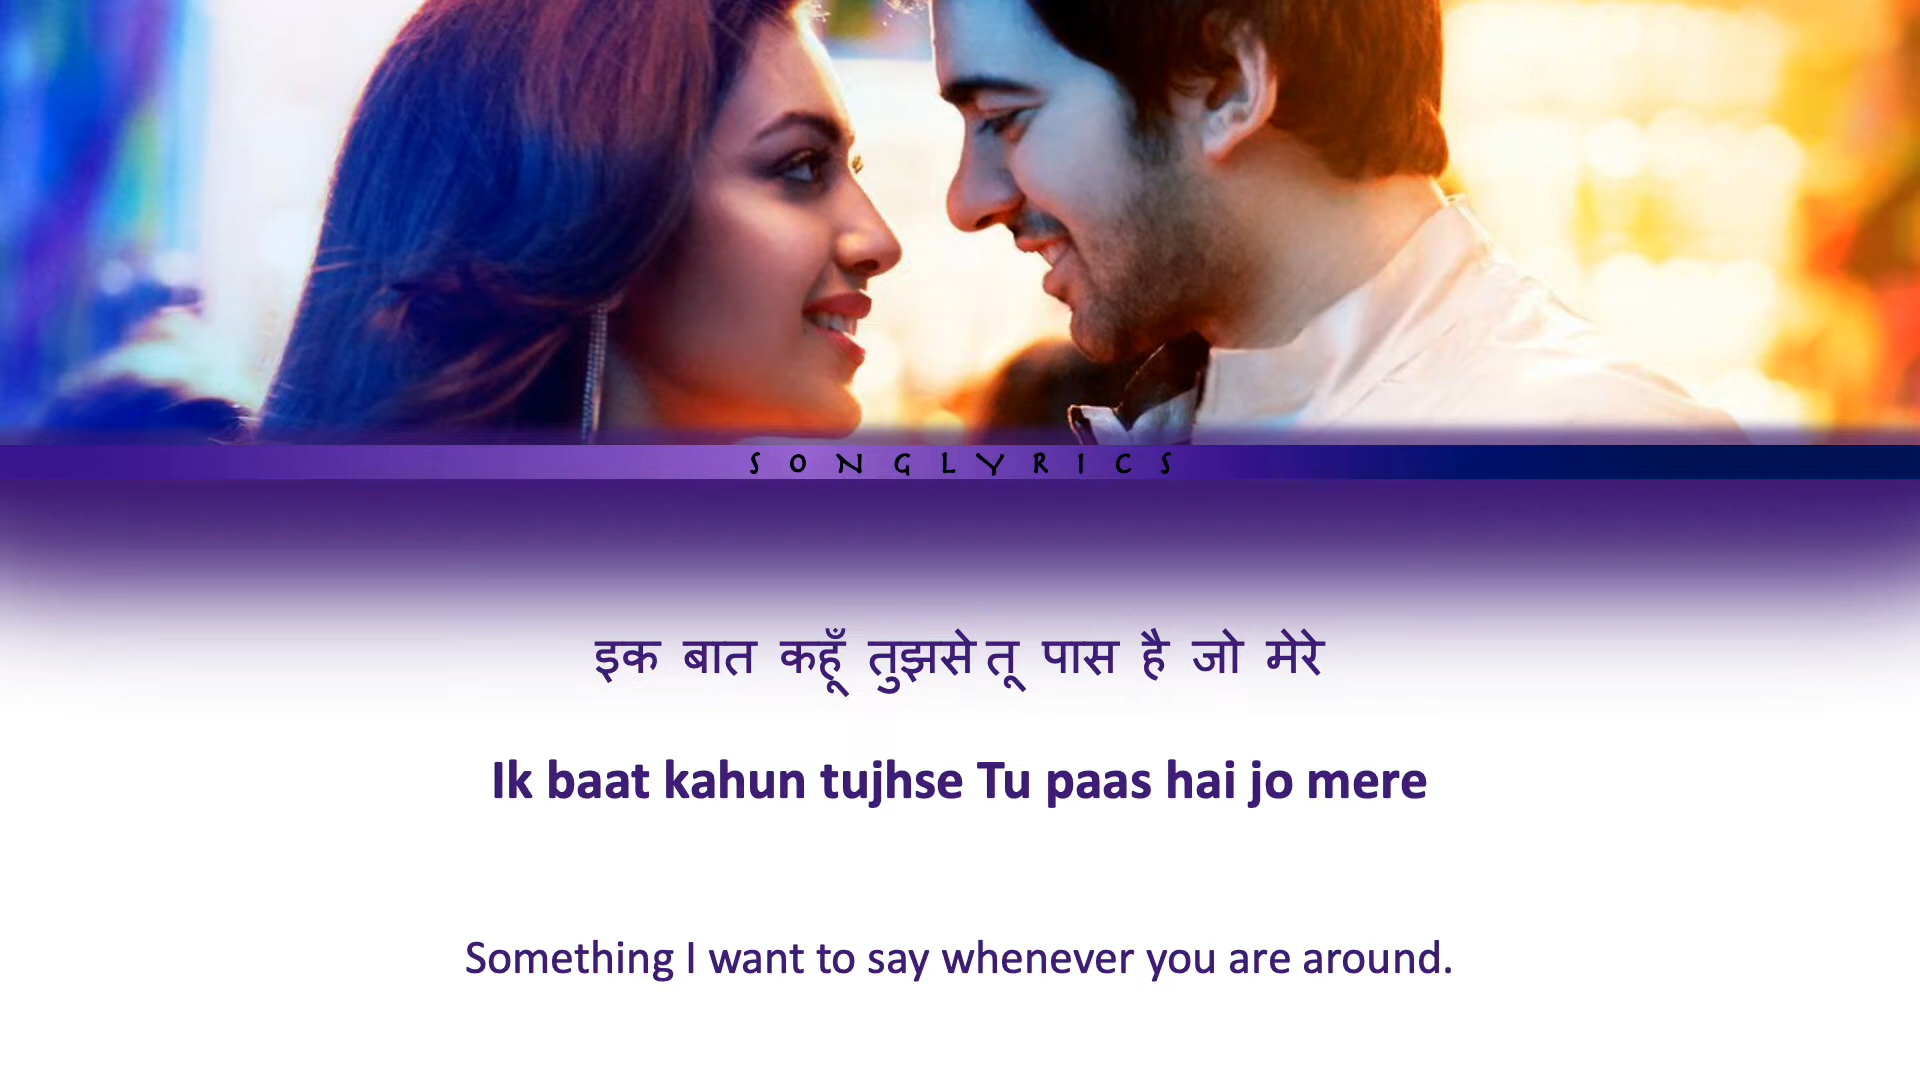 SONGLYRICS
इक बात कहूँ तुझसे तू पास है जो मेरे
Ik baat kahun tujhse Tu paas hai jo mere
Something I want to say whenever you are around.